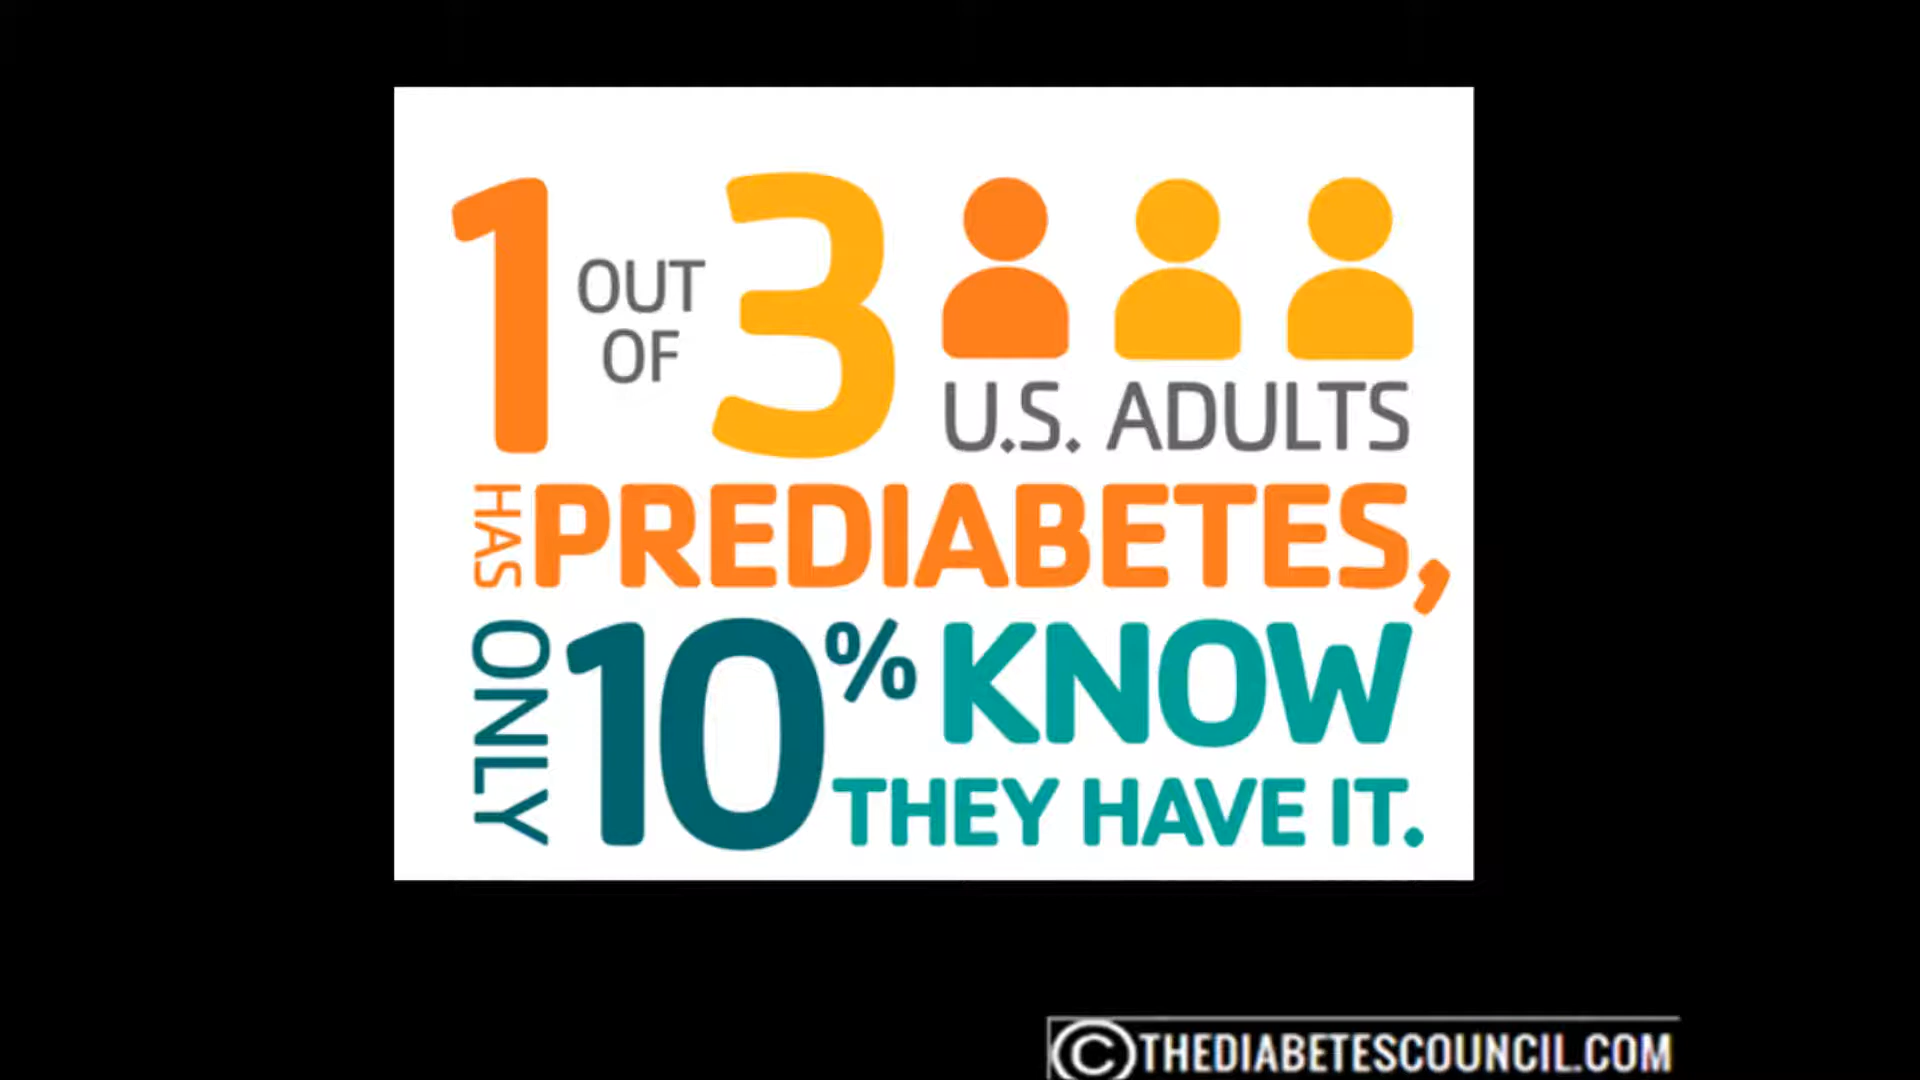 1 OUT OF 3
U.S. ADULTS
HAS PREDIABETES,
ONLY 10% KNOW
THEY HAVE IT.
©THEDIABETESCOUNCIL.COM